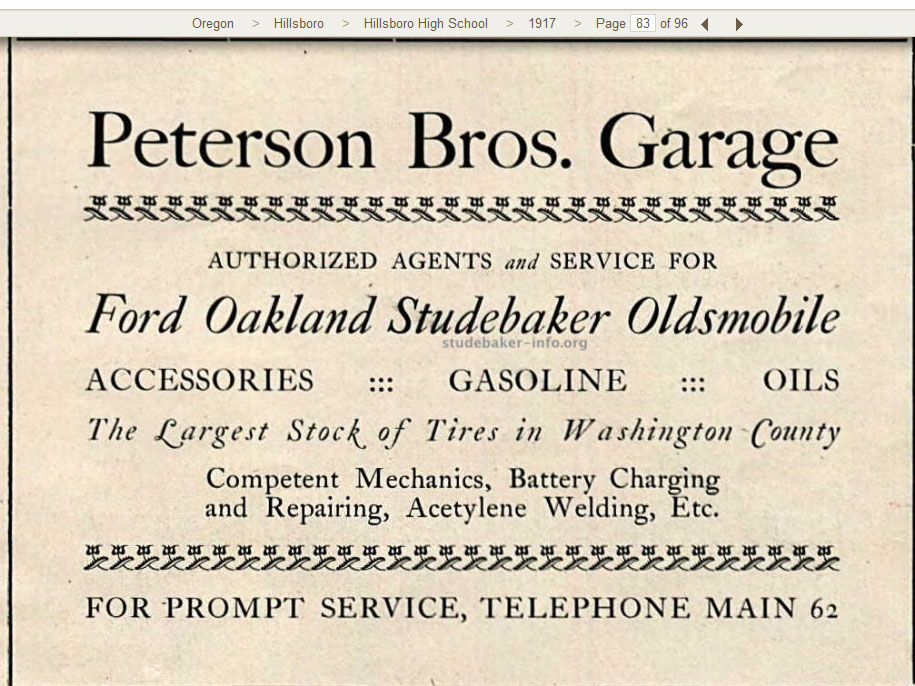 Oregon > Hillsboro > Hillsboro High School > 1917 > Page 83 of 96
Peterson Bros. Garage
AUTHORIZED AGENTS and SERVICE FOR
Ford Oakland Studebaker Oldsmobile
studebaker-info.org
ACCESSORIES ::: GASOLINE ::: OILS
The Largest Stock of Tires in Washington County
Competent Mechanics, Battery Charging
and Repairing, Acetylene Welding, Etc.
FOR PROMPT SERVICE, TELEPHONE MAIN 62